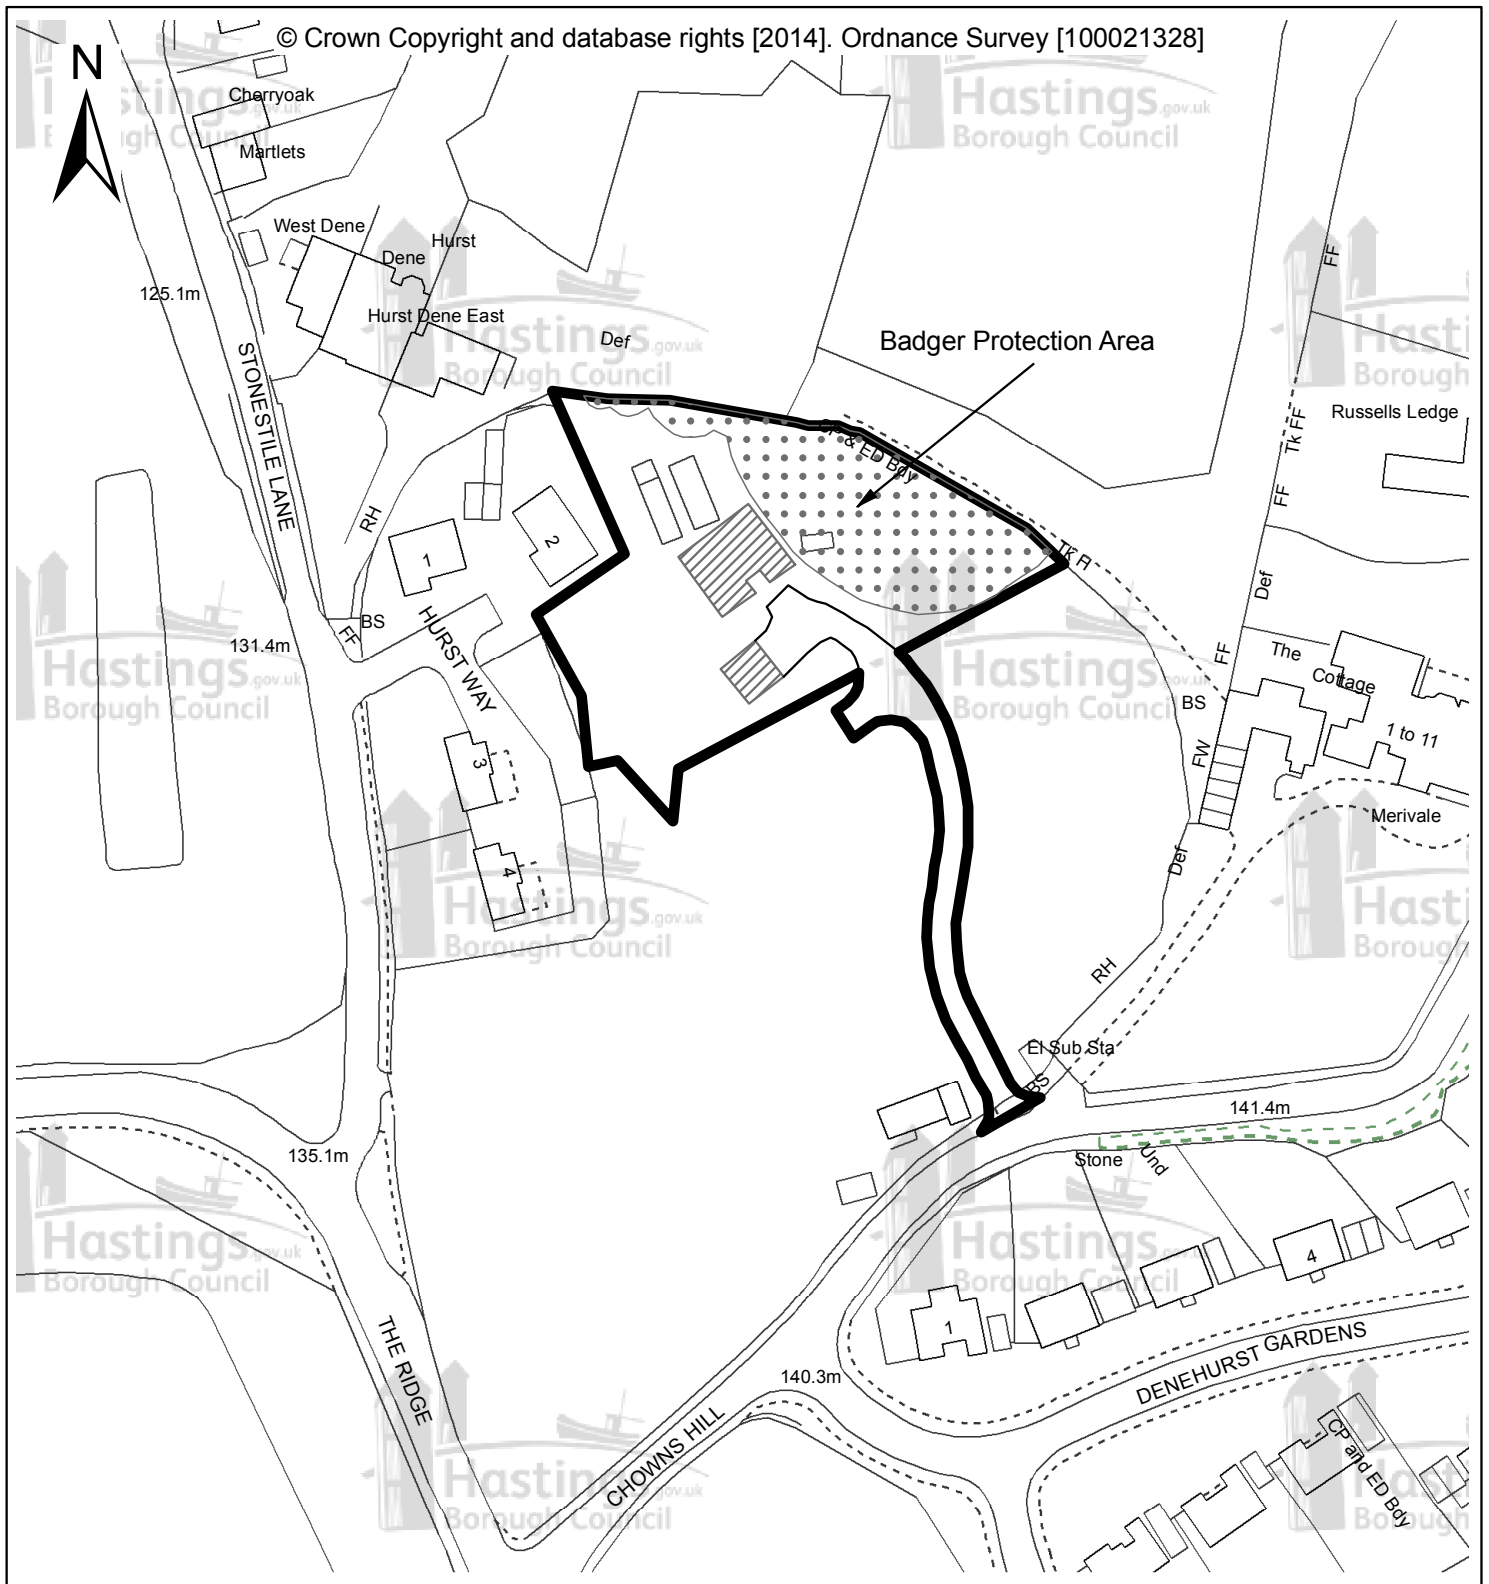 © Crown Copyright and database rights [2014]. Ordnance Survey [100021328]
N
Hastings.gov.uk
Borough Council
Cherryoak
Martlets
West Dene
Hurst
Dene
Hurst Dene East
125.1m
STONESTILE LANE
Def
Badger Protection Area
CP & ED Bdy
FF
Tk FF
FF
Russells Ledge
RH
1
2
BS
FF
131.4m
HURST WAY
Def
FF
The
Cottage
1 to 11
BS
FW
Merivale
3
4
Def
RH
El Sub Sta
BS
141.4m
135.1m
Stone
Und
4
1
THE RIDGE
140.3m
DENEHURST GARDENS
CHOWNS HILL
CP and ED Bdy